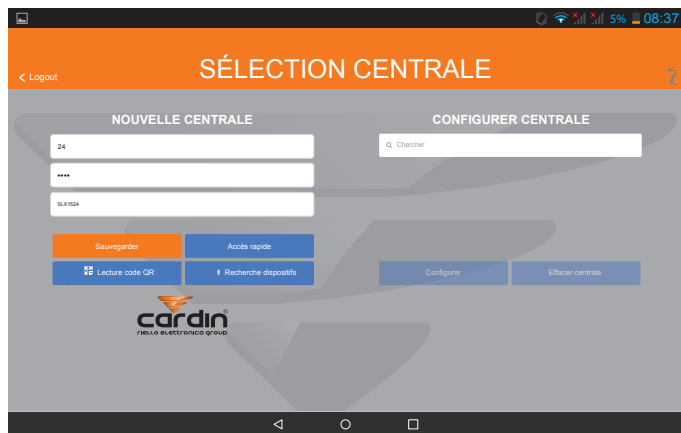 5% 08:37
Logout
SÉLECTION CENTRALE
?
NOUVELLE CENTRALE
24
••••
SLX1524
Sauvegarder
Accès rapide
Lecture code QR
Recherche dispositifs
CONFIGURER CENTRALE
Chercher
Configurer
Effacer centrale
cardin®
riello elettronica group